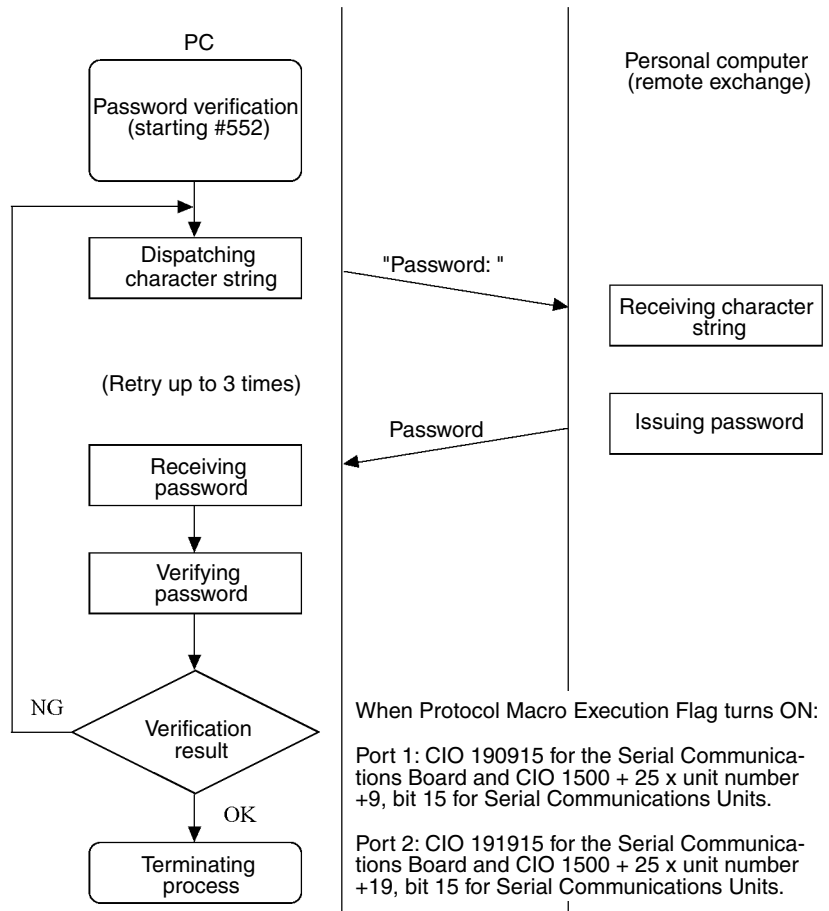 PC
Personal computer
(remote exchange)
Password verification
(starting #552)
Dispatching
character string
"Password: "
Receiving character
string
(Retry up to 3 times)
Issuing password
Password
Receiving
password
Verifying
password
NG
Verification
result
OK
Terminating
process
When Protocol Macro Execution Flag turns ON:
Port 1: CIO 190915 for the Serial Communica-
tions Board and CIO 1500 + 25 x unit number
+9, bit 15 for Serial Communications Units.
Port 2: CIO 191915 for the Serial Communica-
tions Board and CIO 1500 + 25 x unit number
+19, bit 15 for Serial Communications Units.